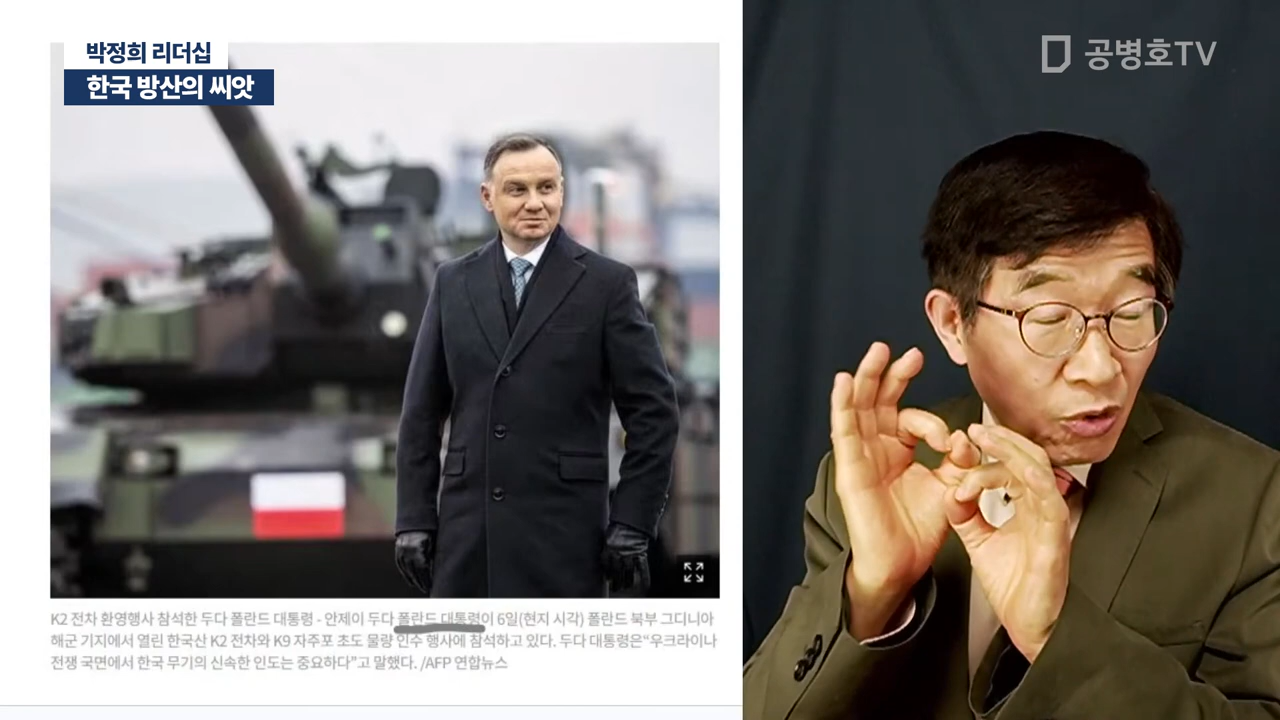 박정희 리더십
한국 방산의 씨앗
공병호TV
K2 전차 환영행사 참석한 두다 폴란드 대통령 - 안제이 두다 폴란드 대통령이 6일(현지 시각) 폴란드 북부 그디니아
해군 기지에서 열린 한국산 K2 전차와 K9 자주포 초도 물량 인수 행사에 참석하고 있다. 두다 대통령은“우크라이나
전쟁 국면에서 한국 무기의 신속한 인도는 중요하다”고 말했다. /AFP 연합뉴스